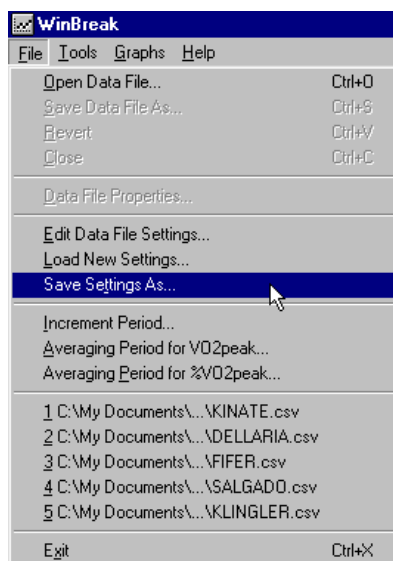 WinBreak
File Tools Graphs Help
Open Data File... Ctrl+O
Save Data File As... Ctrl+S
Revert Ctrl+V
Close Ctrl+C
Data File Properties...
Edit Data File Settings...
Load New Settings...
Save Settings As...
Increment Period...
Averaging Period for VO2peak...
Averaging Period for %VO2peak...
1 C:\My Documents\...\KINATE.csv
2 C:\My Documents\...\DELLARIA.csv
3 C:\My Documents\...\FIFER.csv
4 C:\My Documents\...\SALGADO.csv
5 C:\My Documents\...\KLINGLER.csv
Exit Ctrl+X